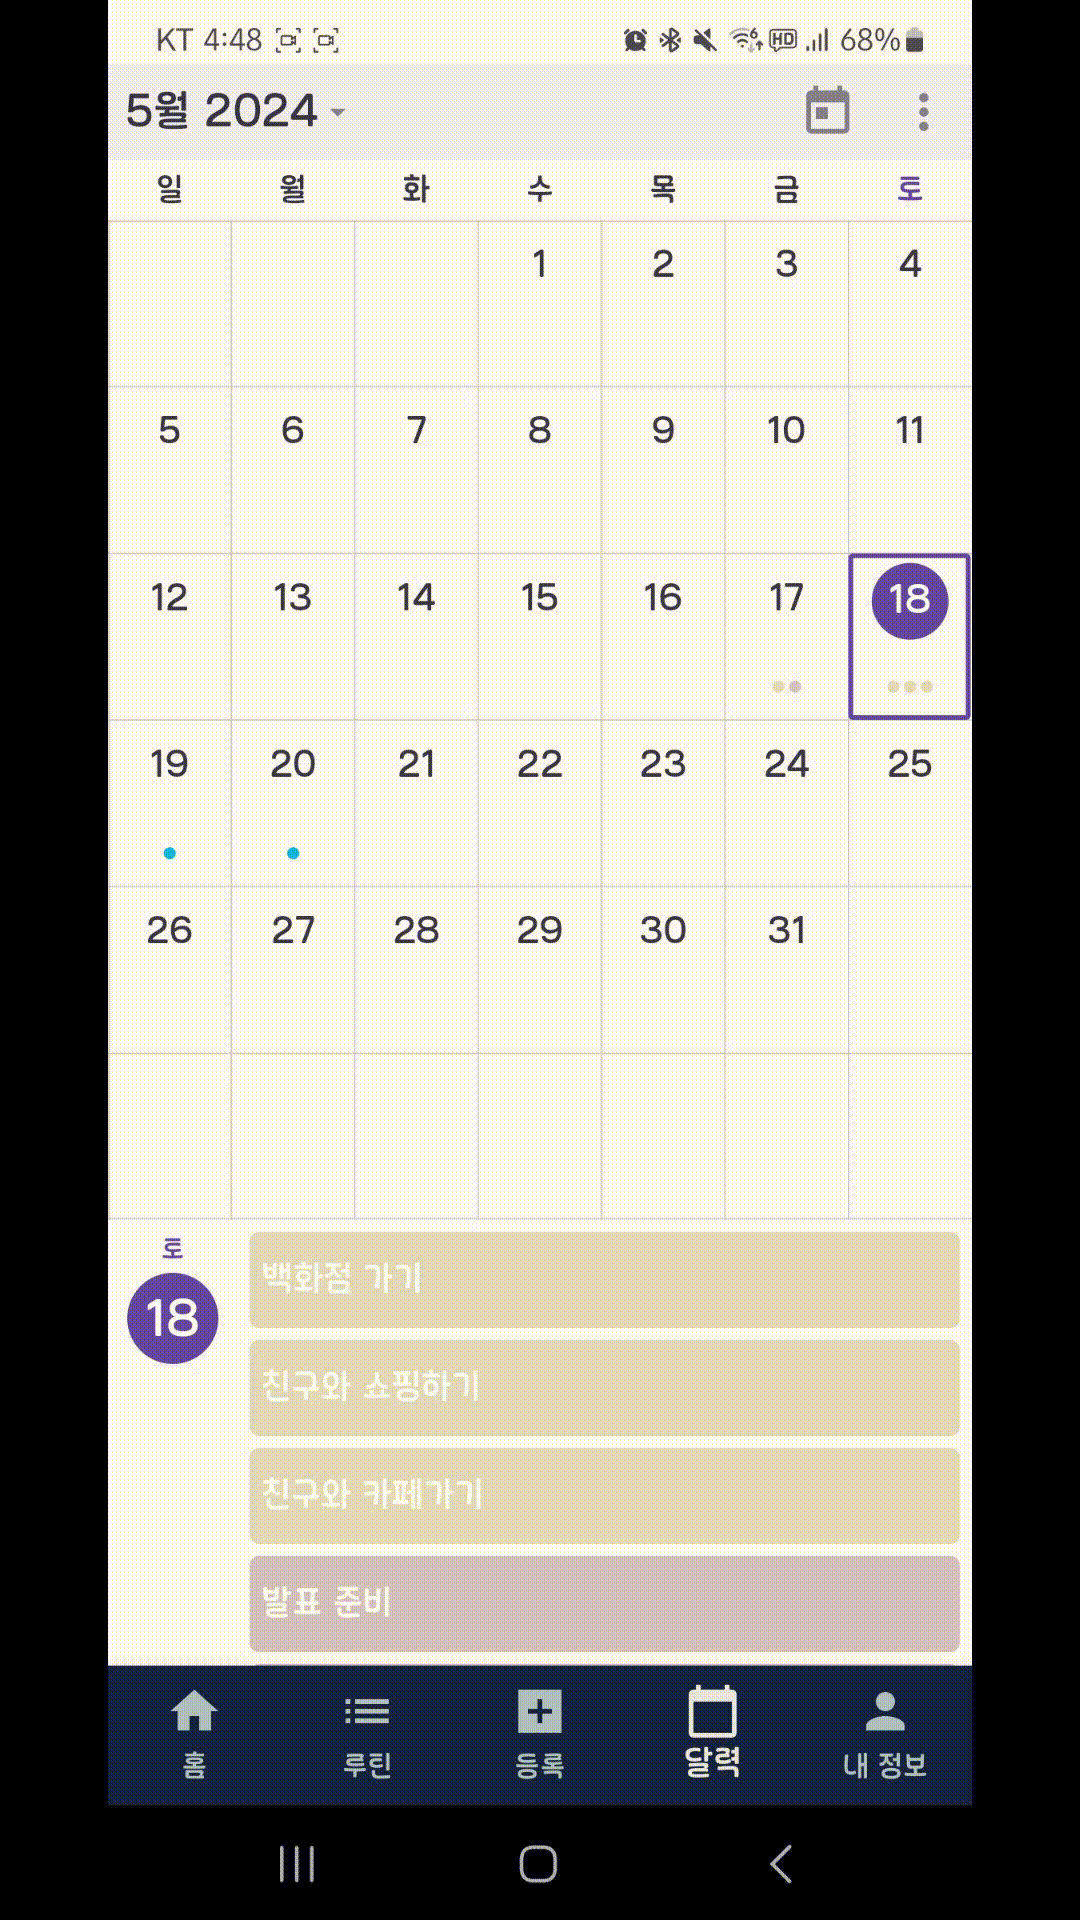 KT 4:48 6 HD 68%
5월 2024
일 월 화 수 목 금 토
1 2 3 4
5 6 7 8 9 10 11
12 13 14 15 16 17 18
19 20 21 22 23 24 25
26 27 28 29 30 31
토
18
백화점 가기
친구와 쇼핑하기
친구와 카페가기
발표 준비
홈 루틴 등록 달력 내 정보